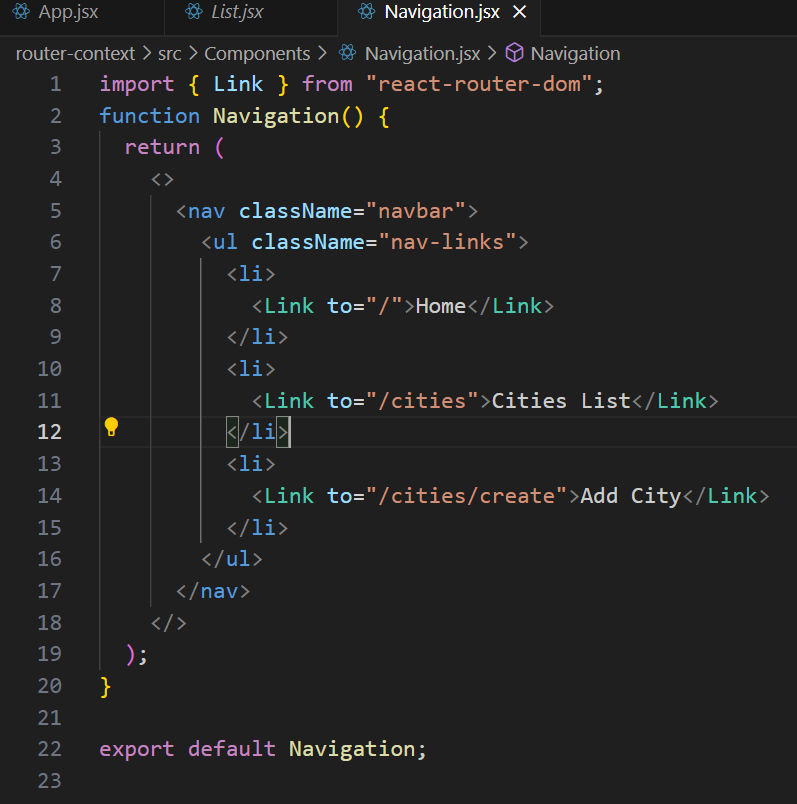 App.jsx List.jsx Navigation.jsx
router-context > src > Components > Navigation.jsx > Navigation
1 import { Link } from "react-router-dom";
2 function Navigation() {
3   return (
4     <>
5       <nav className="navbar">
6         <ul className="nav-links">
7           <li>
8             <Link to="/">Home</Link>
9           </li>
10           <li>
11             <Link to="/cities">Cities List</Link>
12           </li>
13           <li>
14             <Link to="/cities/create">Add City</Link>
15           </li>
16         </ul>
17       </nav>
18     </>
19   );
20 }
21
22 export default Navigation;
23